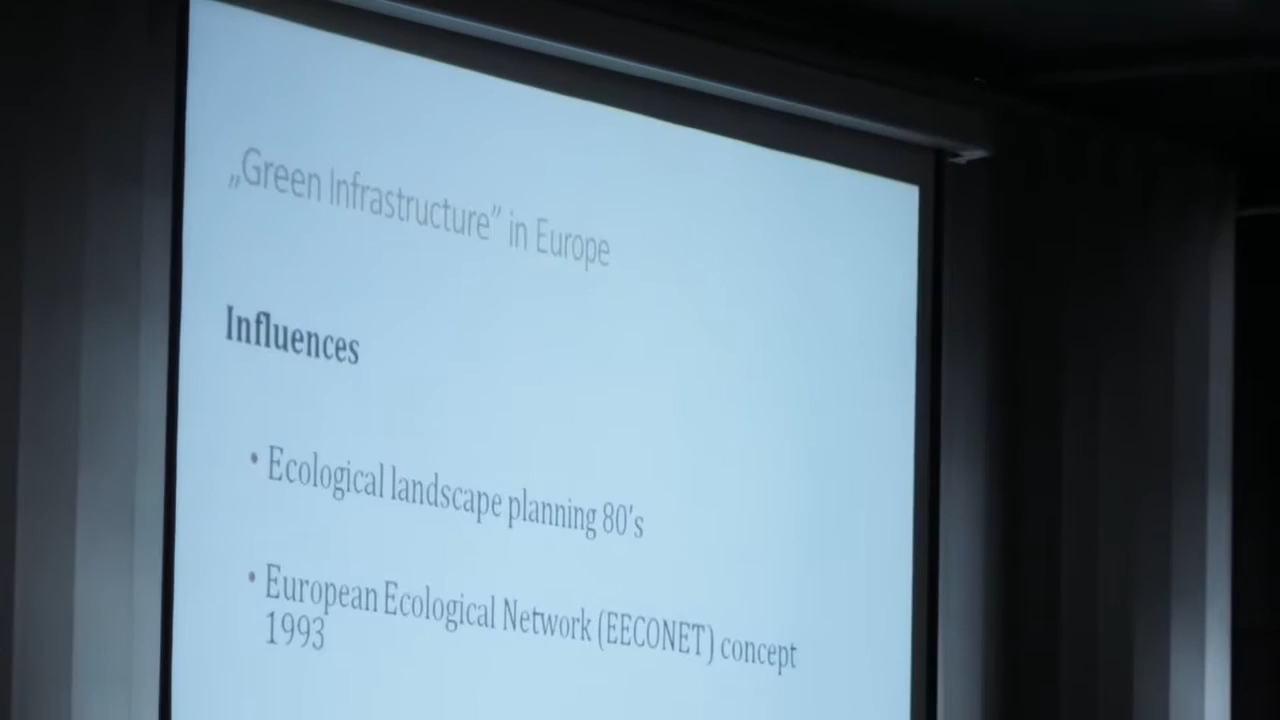 „Green Infrastructure” in Europe
Influences
• Ecological landscape planning 80's
• European Ecological Network (EECONET) concept
1993